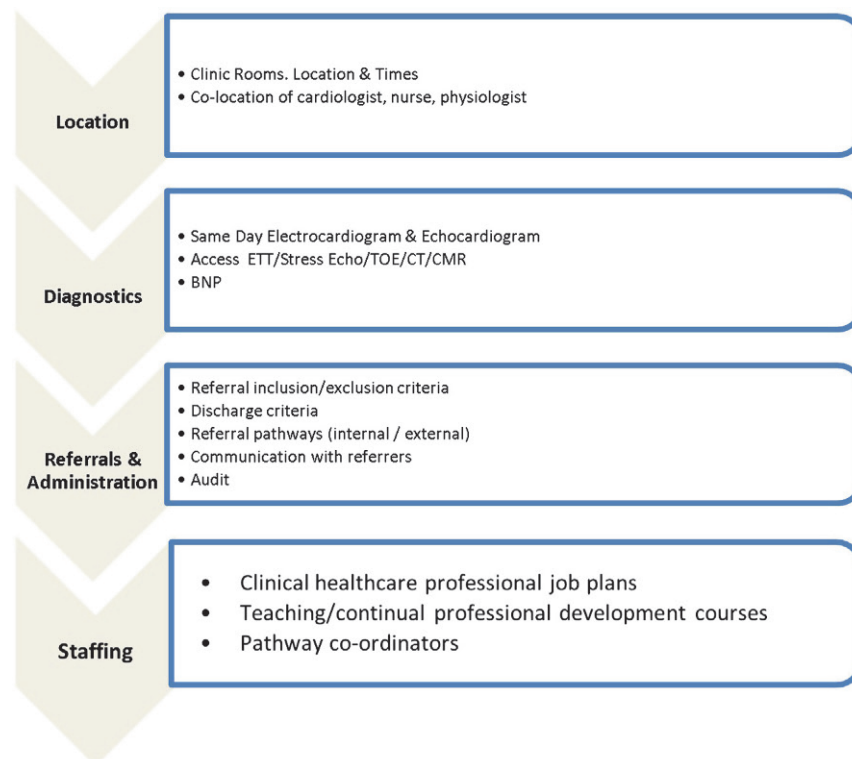 Location
• Clinic Rooms. Location & Times
• Co-location of cardiologist, nurse, physiologist
Diagnostics
• Same Day Electrocardiogram & Echocardiogram
• Access ETT/Stress Echo/TOE/CT/CMR
• BNP
Referrals &
Administration
• Referral inclusion/exclusion criteria
• Discharge criteria
• Referral pathways (internal / external)
• Communication with referrers
• Audit
Staffing
• Clinical healthcare professional job plans
• Teaching/continual professional development courses
• Pathway co-ordinators